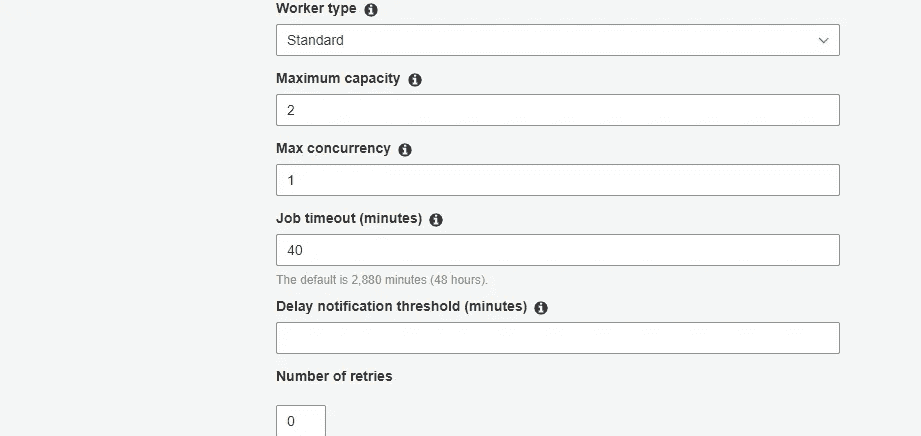 Worker type
Standard
Maximum capacity
2
Max concurrency
1
Job timeout (minutes)
40
The default is 2,880 minutes (48 hours).
Delay notification threshold (minutes)
Number of retries
0